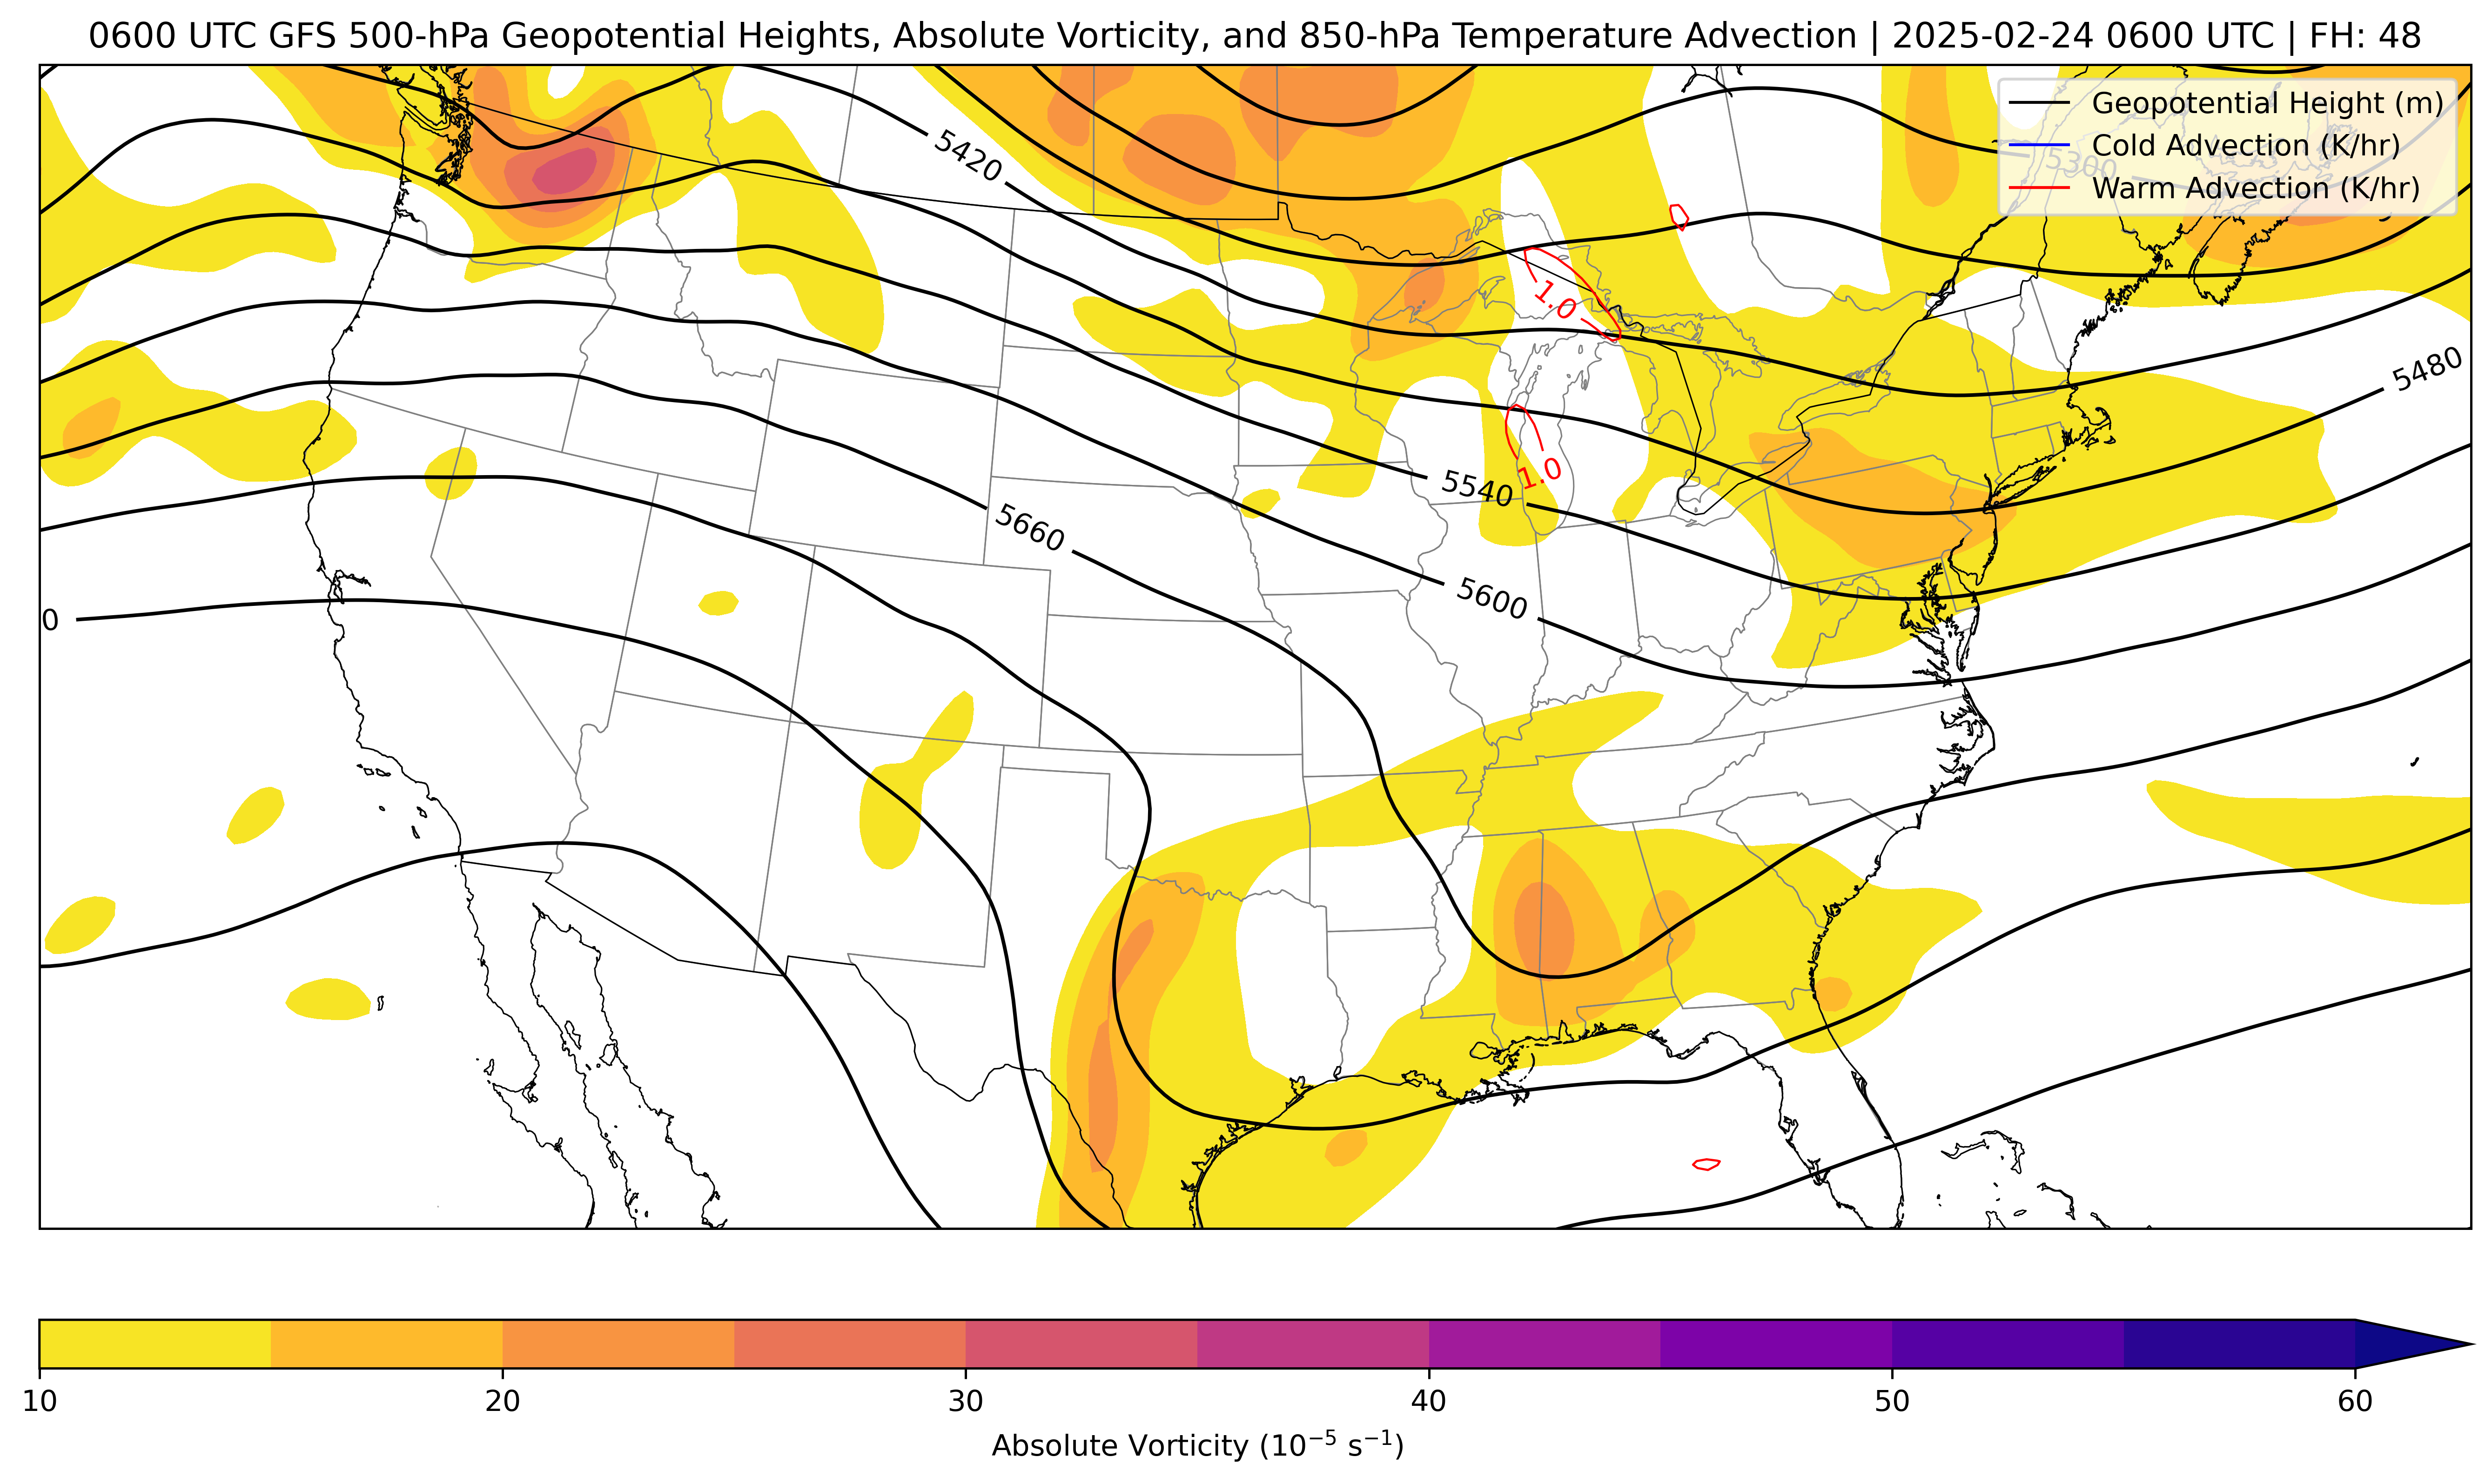 0600 UTC GFS 500-hPa Geopotential Heights, Absolute Vorticity, and 850-hPa Temperature Advection | 2025-02-24 0600 UTC | FH: 48
Geopotential Height (m)
Cold Advection (K/hr)
Warm Advection (K/hr)
5420
5300
1.0
5480
1.0
5540
5660
5600
0
10 20 30 40 50 60
Absolute Vorticity (10⁻⁵ s⁻¹)